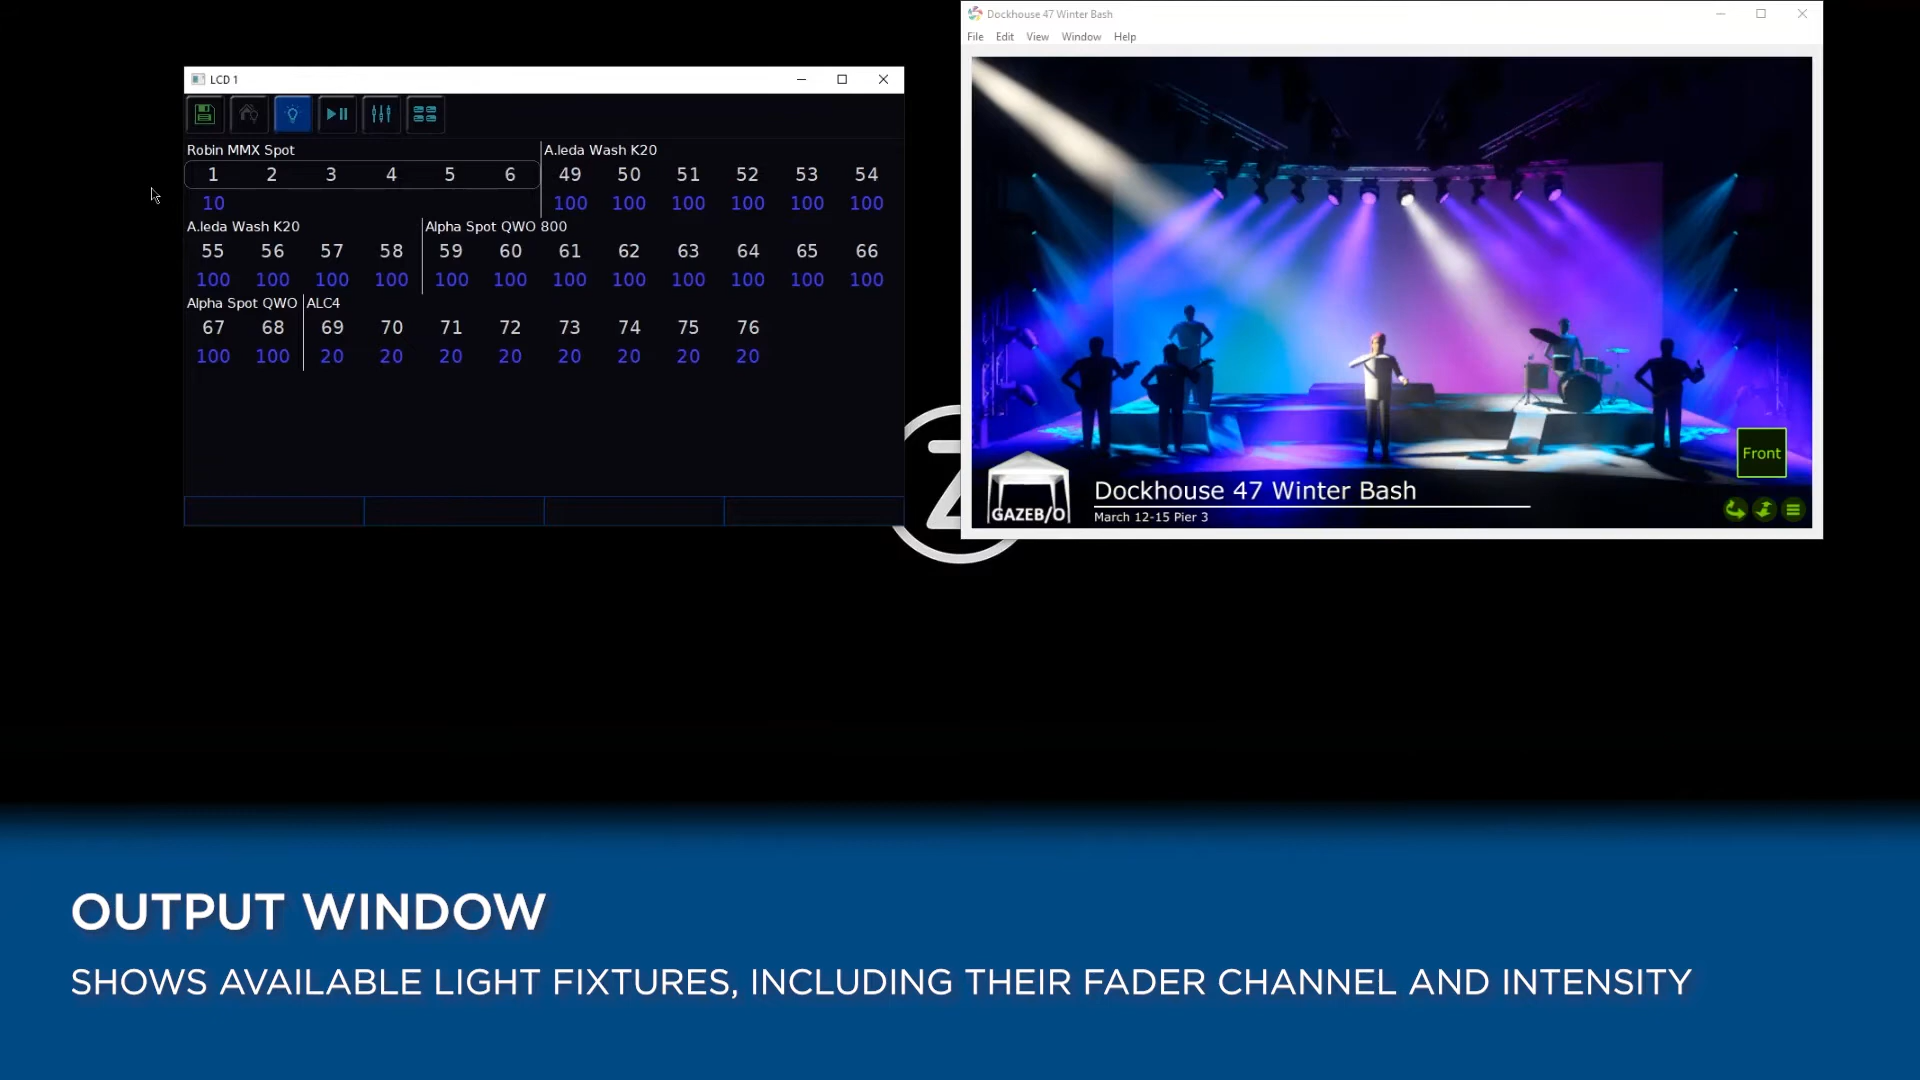 LCD 1
Robin MMX Spot
A.leda Wash K20
1 2 3 4 5 6 49 50 51 52 53 54
10 100 100 100 100 100 100
A.leda Wash K20
Alpha Spot QWO 800
55 56 57 58 59 60 61 62 63 64 65 66
100 100 100 100 100 100 100 100 100 100 100 100
Alpha Spot QWO
ALC4
67 68 69 70 71 72 73 74 75 76
100 100 20 20 20 20 20 20 20 20
Dockhouse 47 Winter Bash
File Edit View Window Help
Front
GAZEB/O
Dockhouse 47 Winter Bash
March 12-15 Pier 3
OUTPUT WINDOW
SHOWS AVAILABLE LIGHT FIXTURES, INCLUDING THEIR FADER CHANNEL AND INTENSITY